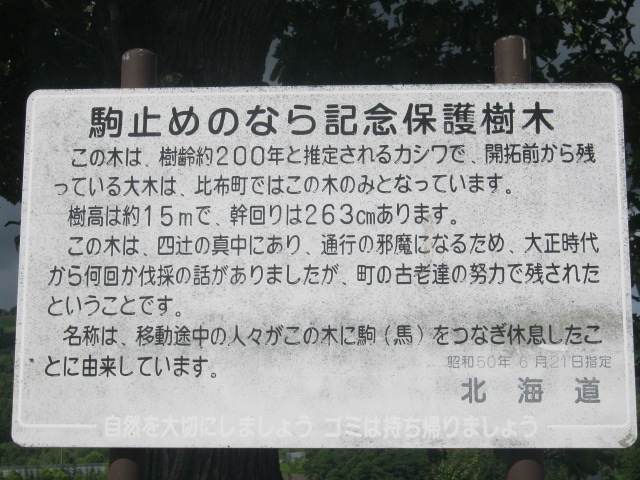 駒止めのなら記念保護樹木
この木は、樹齢約200年と推定されるカシワで、開拓前から残
っている大木は、比布町ではこの木のみとなっています。
樹高は約15mで、幹回りは263cmあります。
この木は、四辻の真中にあり、通行の邪魔になるため、大正時代
から何回か伐採の話がありましたが、町の古老達の努力で残された
ということです。
名称は、移動途中の人々がこの木に駒(馬)をつなぎ休息したこ
とに由来しています。
昭和50年 6月21日指定
北海道
自然を大切にしましょう ゴミは持ち帰りましょう